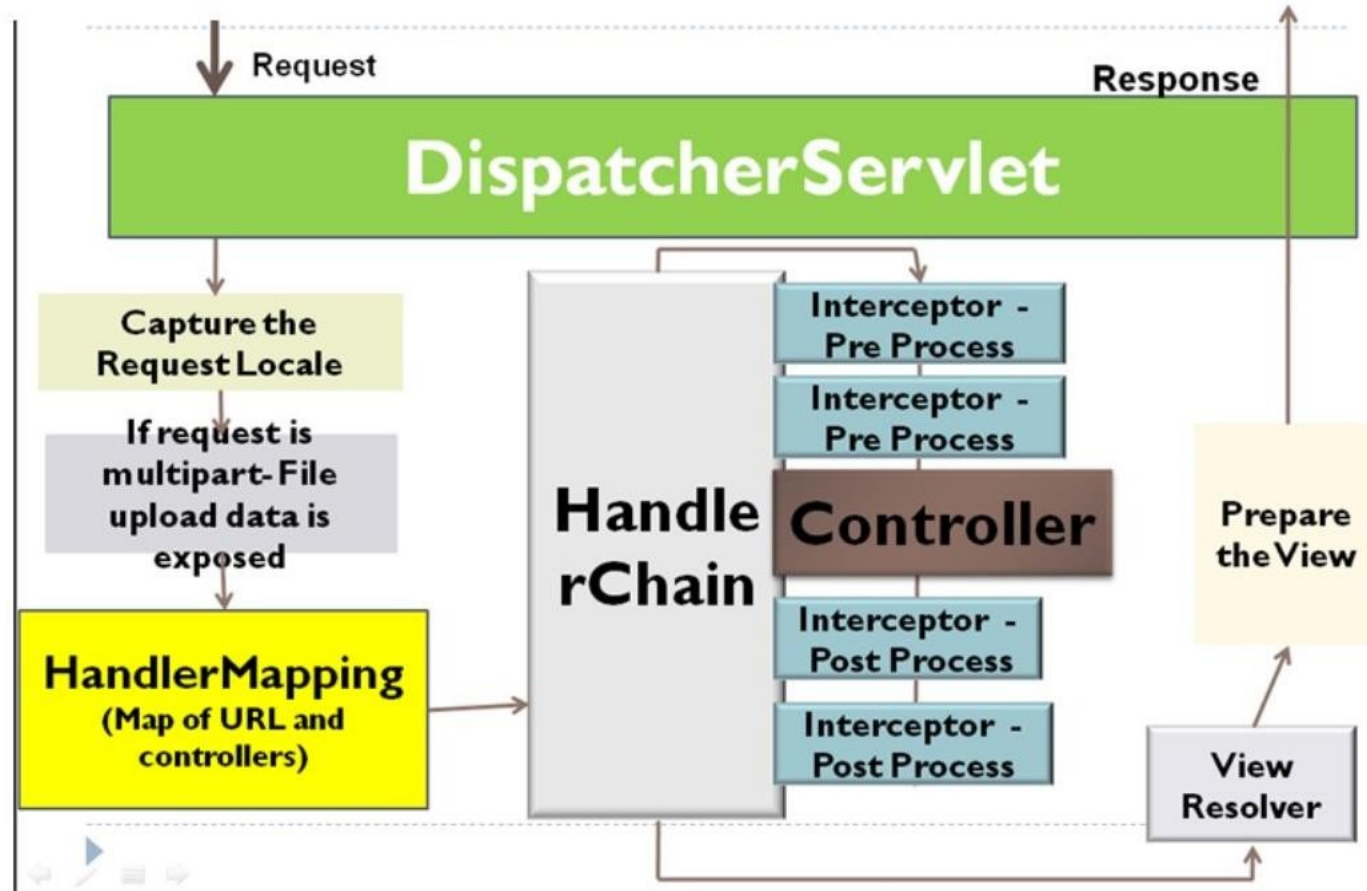 Request
Response
DispatcherServlet
Capture the
Request Locale
If request is
multipart-File
upload data is
exposed
HandlerMapping
(Map of URL and
controllers)
Handle
rChain
Interceptor -
Pre Process
Interceptor -
Pre Process
Controller
Interceptor -
Post Process
Interceptor -
Post Process
Prepare
the View
View
Resolver